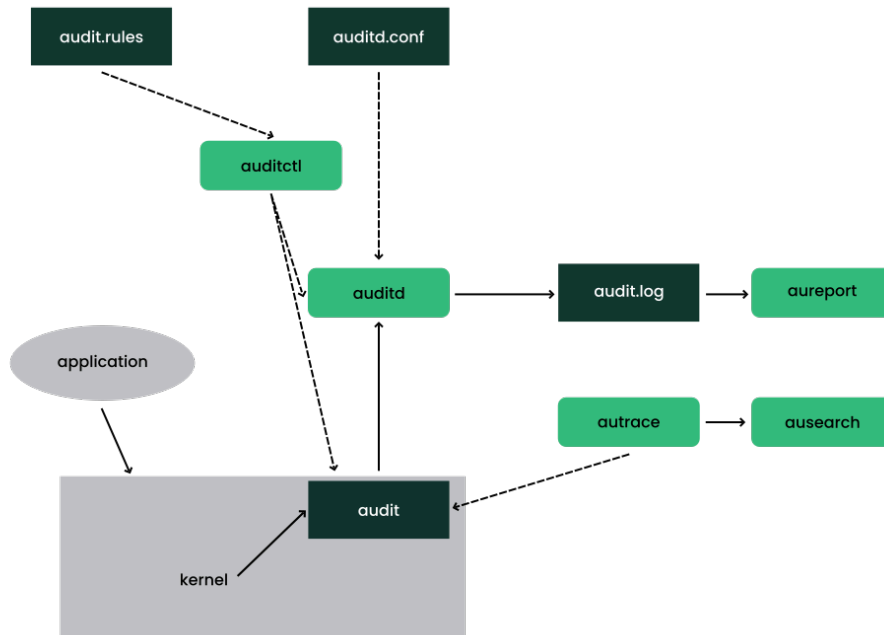 audit.rules
auditd.conf
auditctl
auditd
audit.log
aureport
application
autrace
ausearch
audit
kernel